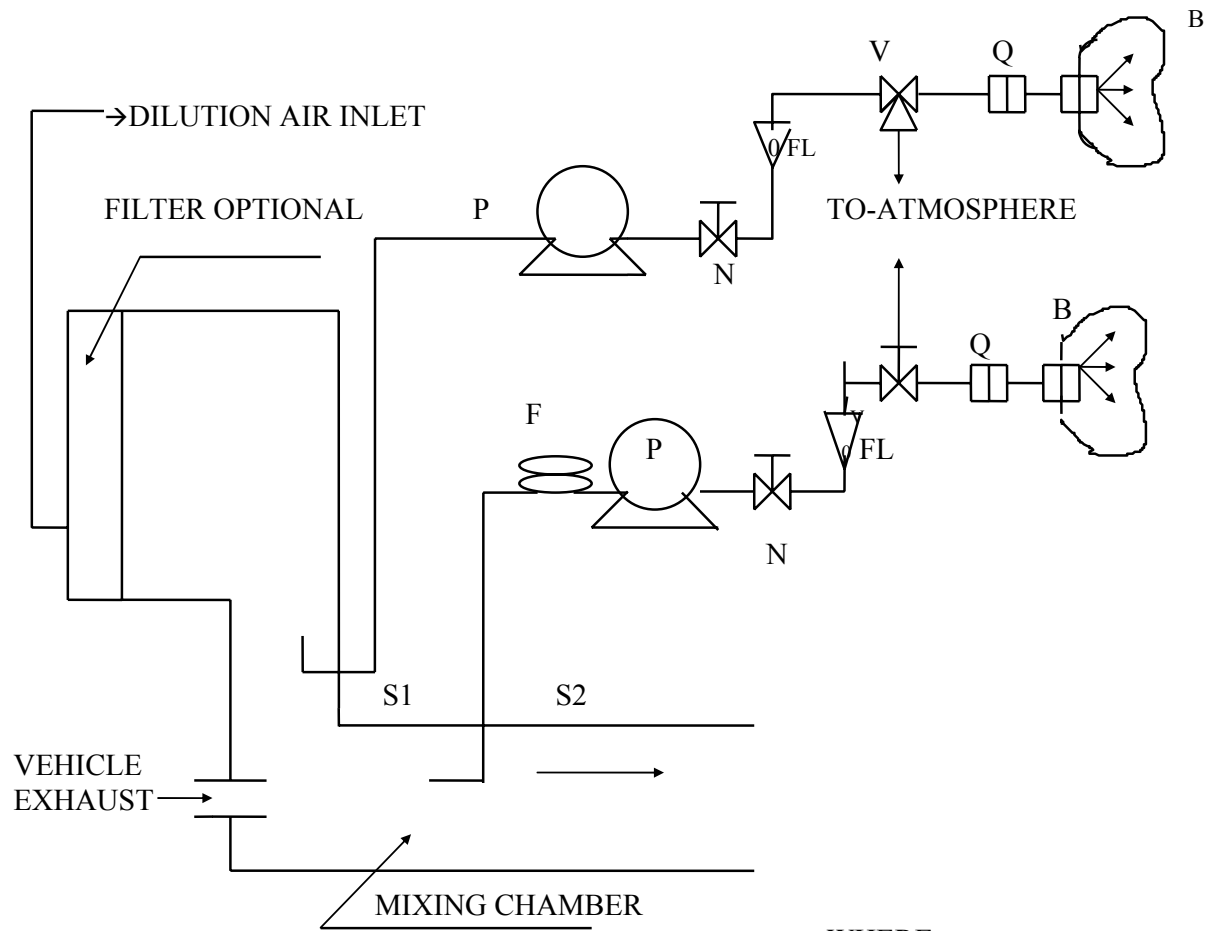 B
V
Q
→DILUTION AIR INLET
0 FL
FILTER OPTIONAL
P
TO-ATMOSPHERE
N
B
Q
F
P
V
0 FL
N
S1
S2
VEHICLE
EXHAUST
MIXING CHAMBER